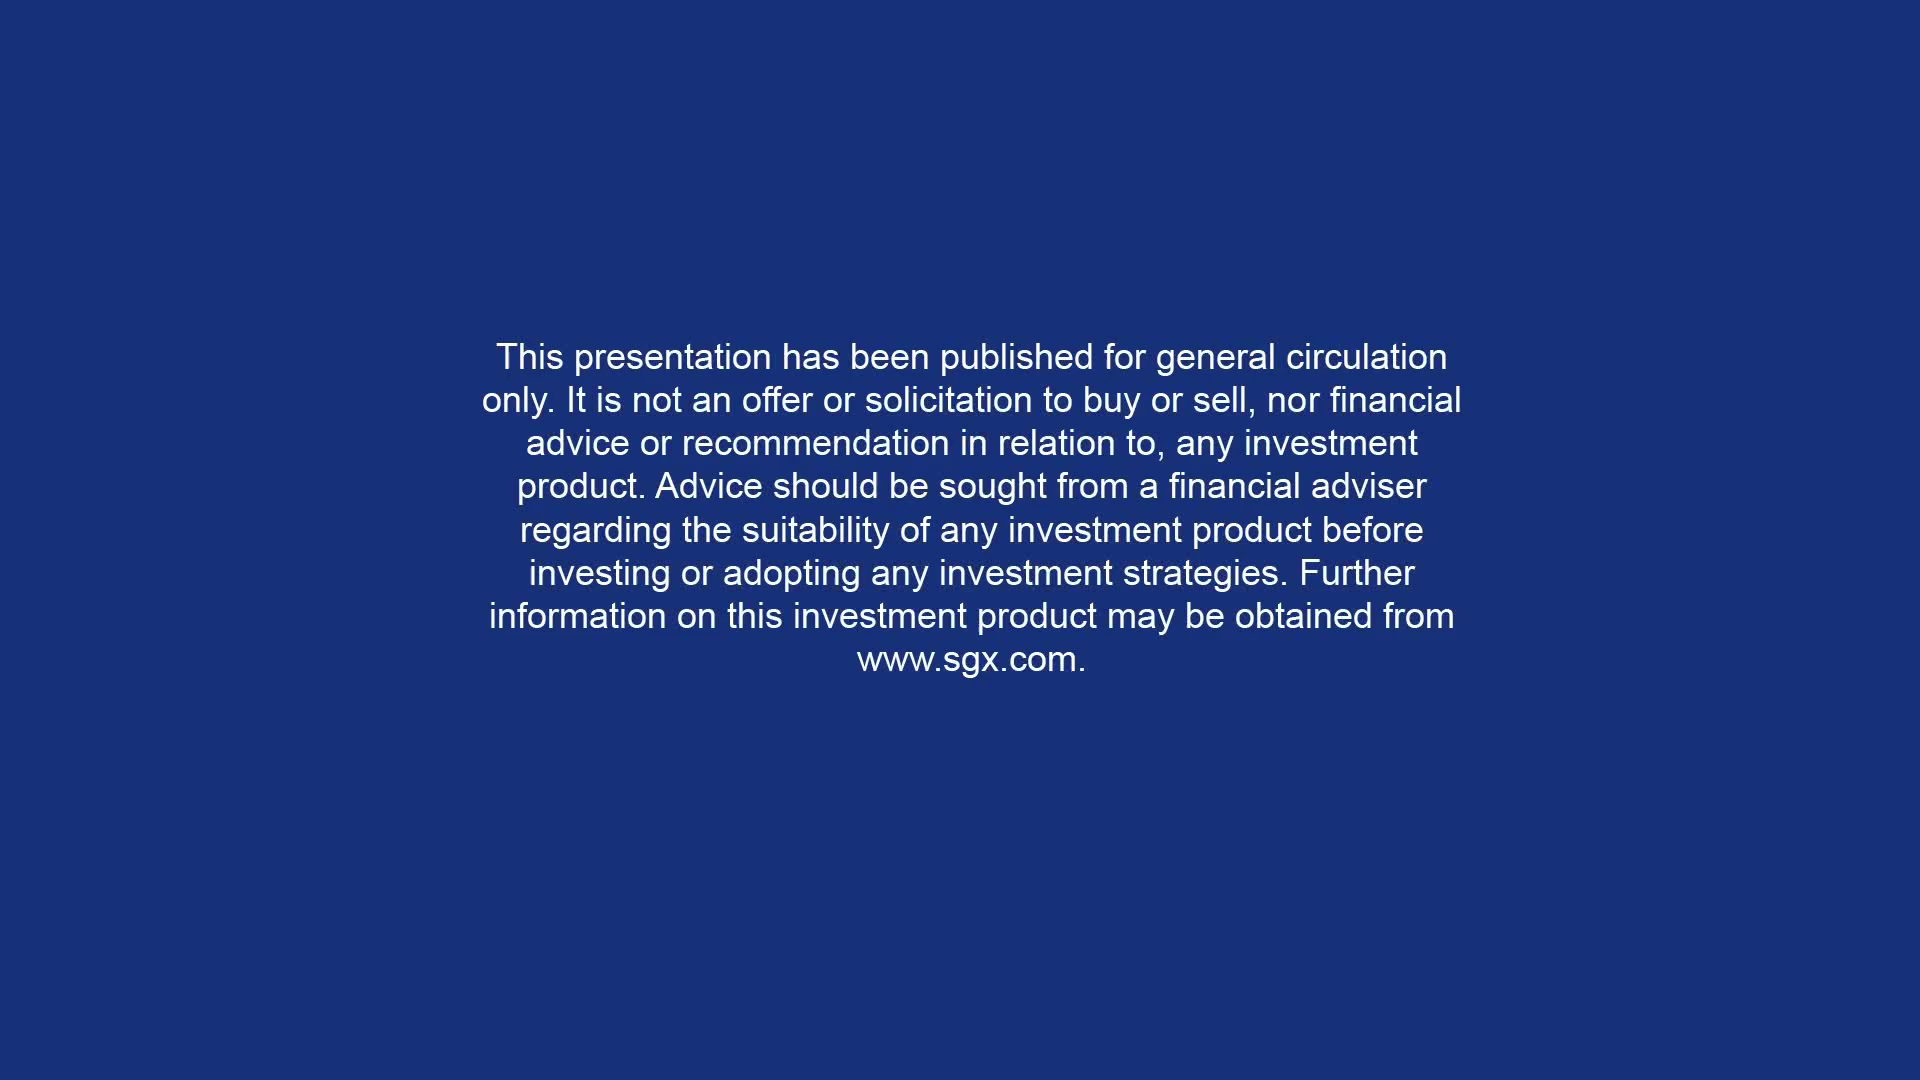 This presentation has been published for general circulation
only. It is not an offer or solicitation to buy or sell, nor financial
advice or recommendation in relation to, any investment
product. Advice should be sought from a financial adviser
regarding the suitability of any investment product before
investing or adopting any investment strategies. Further
information on this investment product may be obtained from
www.sgx.com.